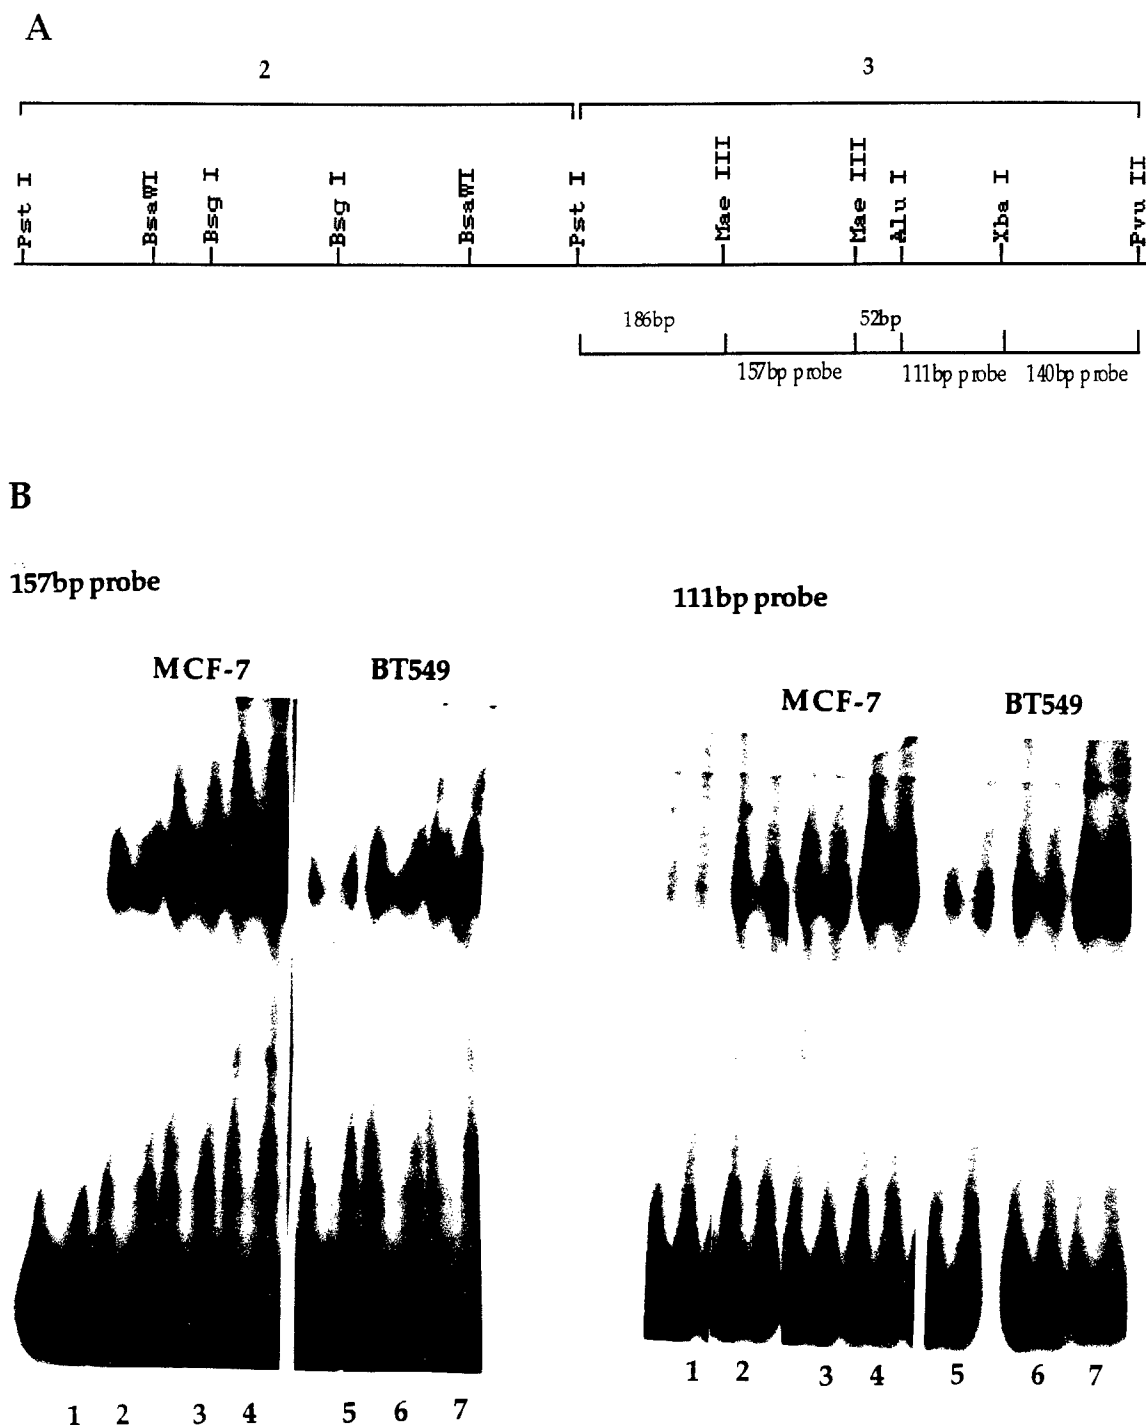 A
2 3
Pst I BsaWI Bsg I Bsg I BsaWI Pst I Mae III Mae III Alu I Xba I Pvu II
186bp 52bp
157bp probe 111bp probe 140bp probe
B
157bp probe
111bp probe
MCF-7 BT549
MCF-7 BT549
1 2 3 4 5 6 7
1 2 3 4 5 6 7